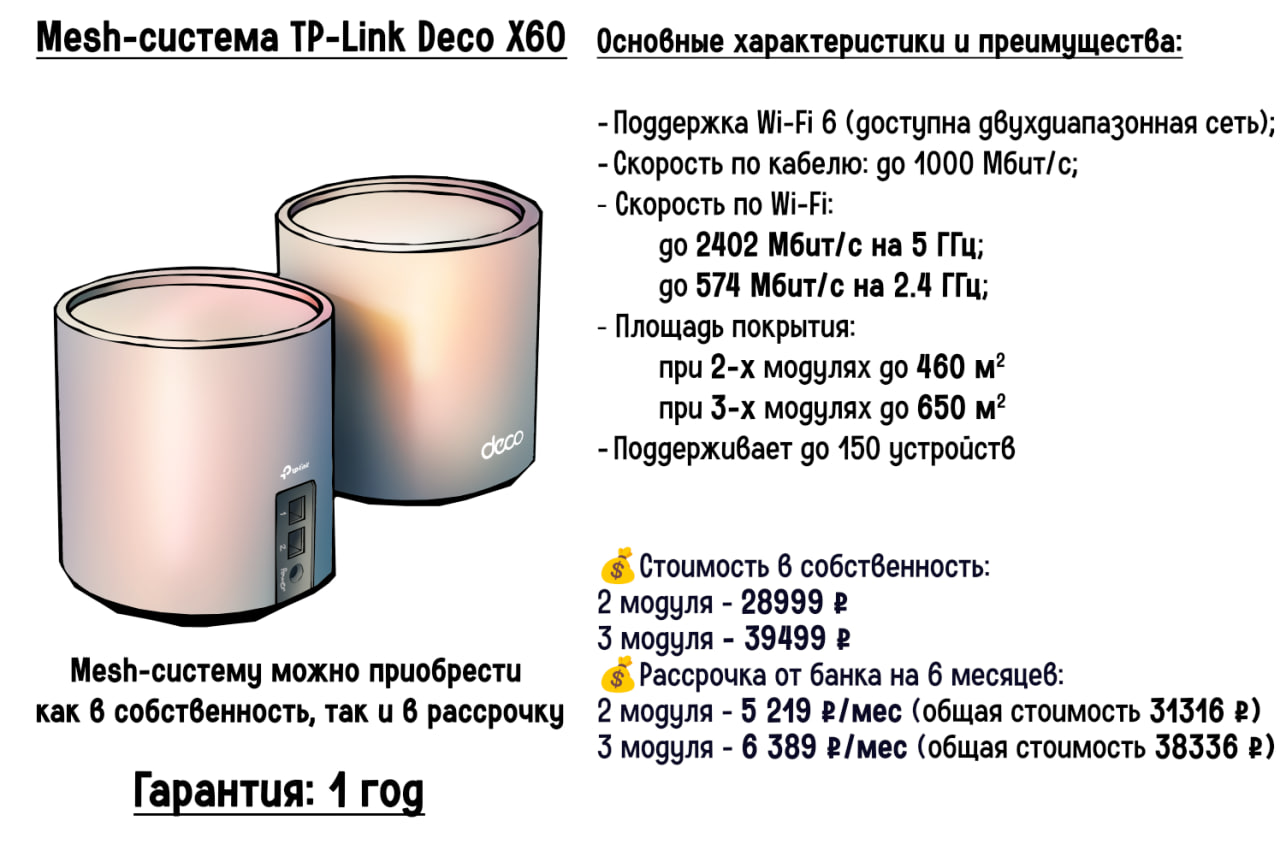 Mesh-система TP-Link Deco X60
Основные характеристики и преимущества:
- Поддержка Wi-Fi 6 (доступна двухдиапазонная сеть);
- Скорость по кабелю: до 1000 Мбит/с;
- Скорость по Wi-Fi:
до 2402 Мбит/с на 5 ГГц;
до 574 Мбит/с на 2.4 ГГц;
- Площадь покрытия:
при 2-х модулях до 460 м²
при 3-х модулях до 650 м²
- Поддерживает до 150 устройств
deco
tp-link
1
2
Power
Mesh-систему можно приобрести
как в собственность, так и в рассрочку
Гарантия: 1 год
💰Стоимость в собственность:
2 модуля - 28999 ₽
3 модуля - 39499 ₽
💰Рассрочка от банка на 6 месяцев:
2 модуля - 5 219 ₽/мес (общая стоимость 31316 ₽)
3 модуля - 6 389 ₽/мес (общая стоимость 38336 ₽)